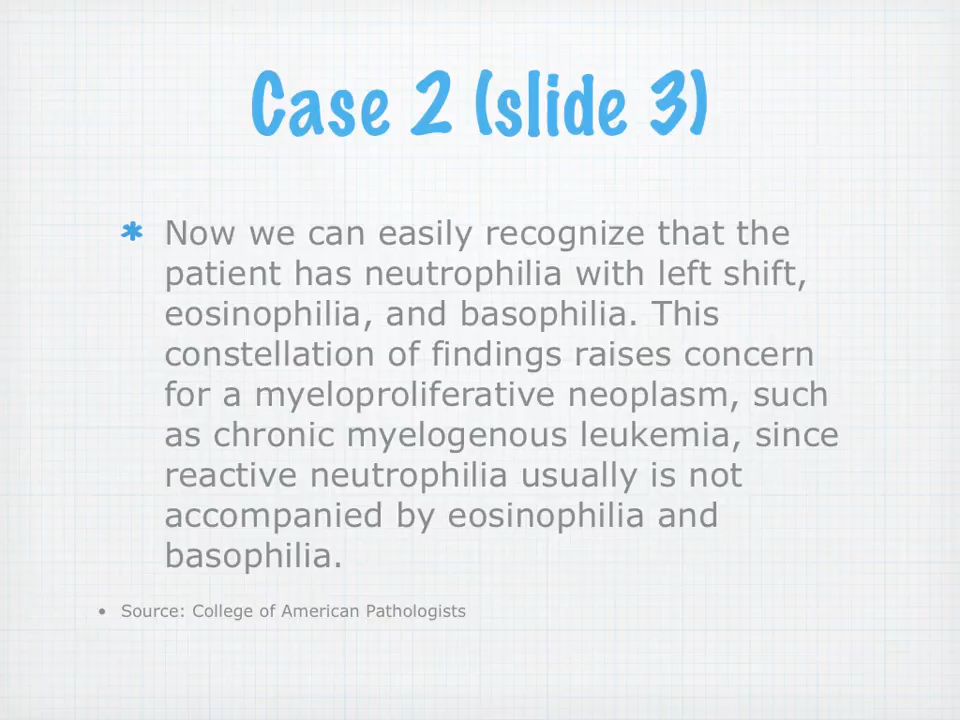 Case 2 (slide 3)
Now we can easily recognize that the
patient has neutrophilia with left shift,
eosinophilia, and basophilia. This
constellation of findings raises concern
for a myeloproliferative neoplasm, such
as chronic myelogenous leukemia, since
reactive neutrophilia usually is not
accompanied by eosinophilia and
basophilia.
• Source: College of American Pathologists